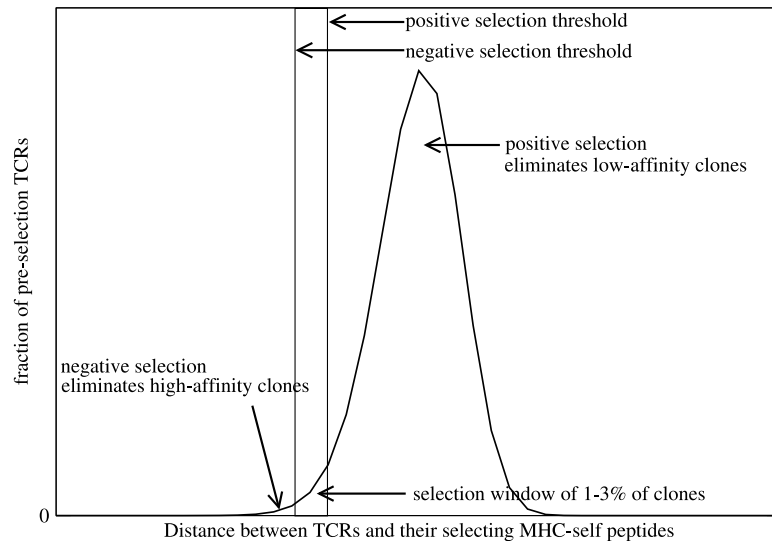 positive selection threshold
negative selection threshold
positive selection
eliminates low-affinity clones
fraction of pre-selection TCRs
negative selection
eliminates high-affinity clones
selection window of 1-3% of clones
0
Distance between TCRs and their selecting MHC-self peptides